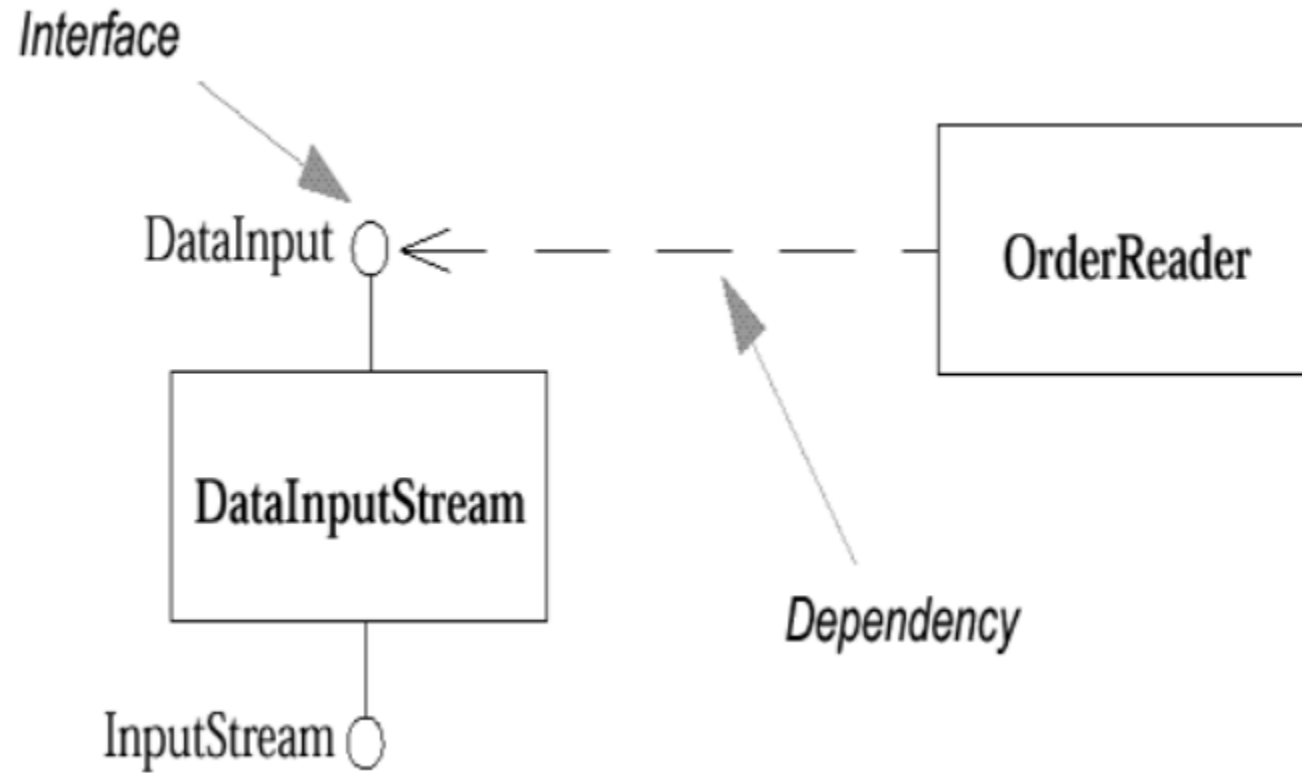 Interface
DataInput
OrderReader
DataInputStream
Dependency
InputStream